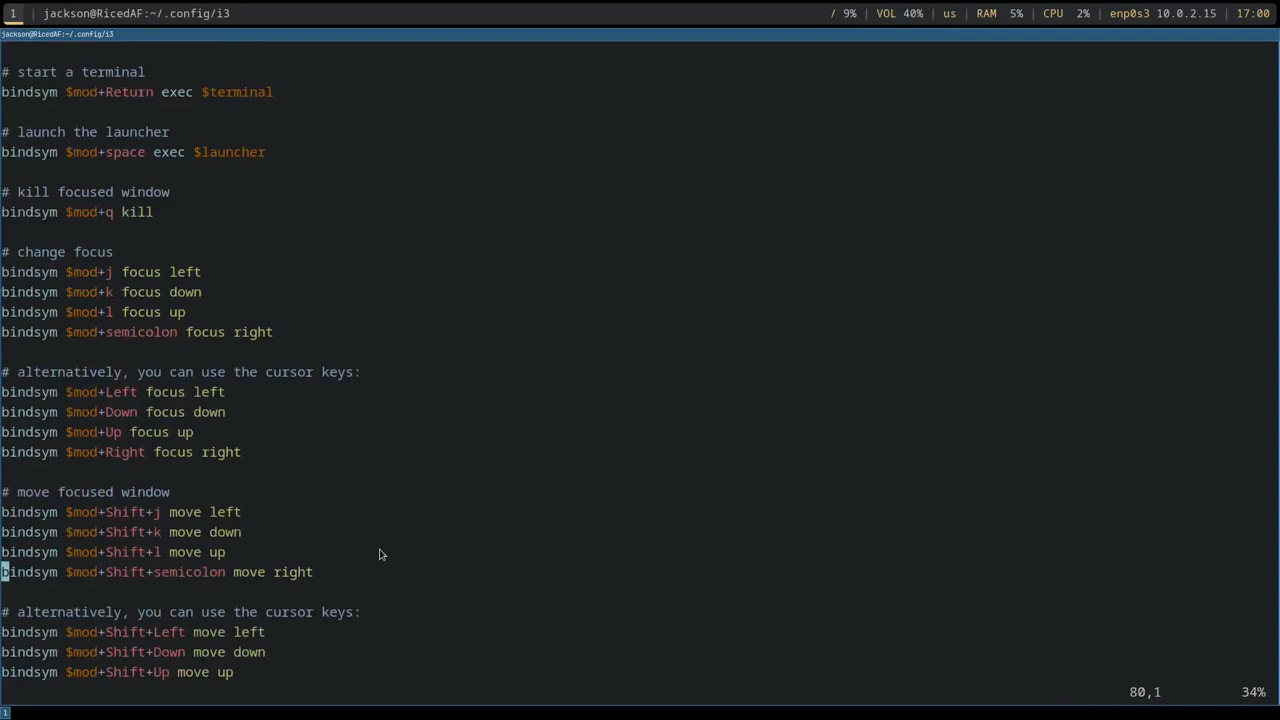 1 jackson@RicedAF:~/.config/i3 / 9% | VOL 40% | us | RAM 5% | CPU 2% | enp0s3 10.0.2.15 | 17:00
jackson@RicedAF:~/.config/i3
# start a terminal
bindsym $mod+Return exec $terminal
# launch the launcher
bindsym $mod+space exec $launcher
# kill focused window
bindsym $mod+q kill
# change focus
bindsym $mod+j focus left
bindsym $mod+k focus down
bindsym $mod+l focus up
bindsym $mod+semicolon focus right
# alternatively, you can use the cursor keys:
bindsym $mod+Left focus left
bindsym $mod+Down focus down
bindsym $mod+Up focus up
bindsym $mod+Right focus right
# move focused window
bindsym $mod+Shift+j move left
bindsym $mod+Shift+k move down
bindsym $mod+Shift+l move up
bindsym $mod+Shift+semicolon move right
# alternatively, you can use the cursor keys:
bindsym $mod+Shift+Left move left
bindsym $mod+Shift+Down move down
bindsym $mod+Shift+Up move up
80,1 34%
1